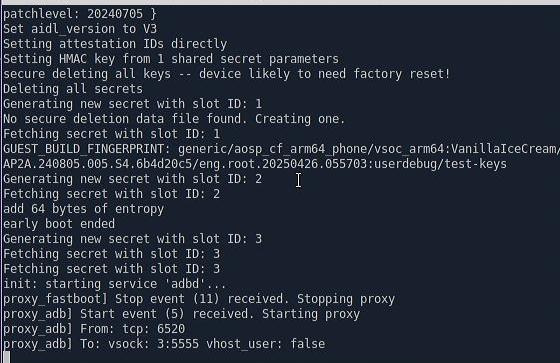 patchlevel: 20240705 }
Set aidl_version to V3
Setting attestation IDs directly
Setting HMAC key from 1 shared secret parameters
secure deleting all keys -- device likely to need factory reset!
Deleting all secrets
Generating new secret with slot ID: 1
No secure deletion data file found. Creating one.
Fetching secret with slot ID: 1
GUEST_BUILD_FINGERPRINT: generic/aosp_cf_arm64_phone/vsoc_arm64:VanillaIceCream/
AP2A.240805.005.S4.6b4d20c5/eng.root.20250426.055703:userdebug/test-keys
Generating new secret with slot ID: 2
Fetching secret with slot ID: 2
add 64 bytes of entropy
early boot ended
Generating new secret with slot ID: 3
Fetching secret with slot ID: 3
Fetching secret with slot ID: 3
init: starting service 'adbd'...
proxy_fastboot] Stop event (11) received. Stopping proxy
proxy_adb] Start event (5) received. Starting proxy
proxy_adb] From: tcp: 6520
proxy_adb] To: vsock: 3:5555 vhost_user: false